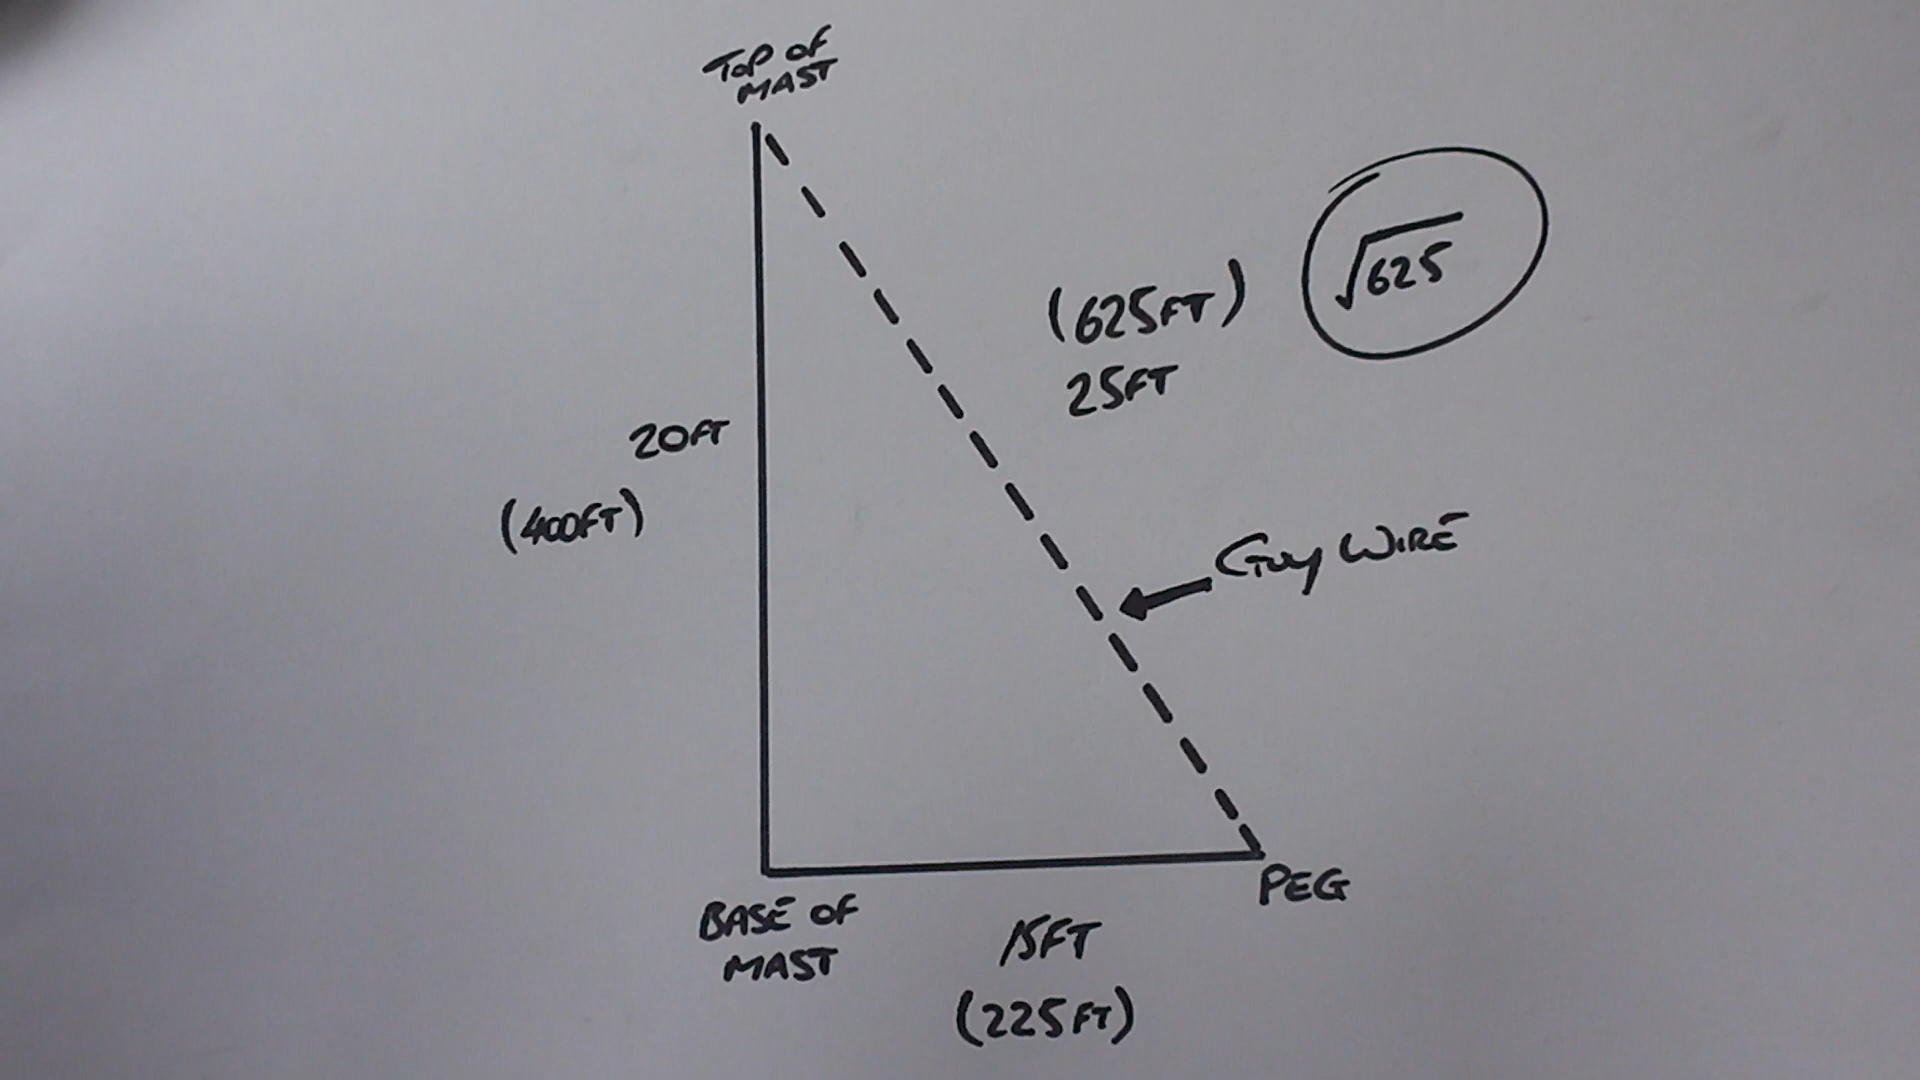 TOP OF
MAST
(625FT)
√625
25FT
20FT
(400FT)
Guy WIRE
PEG
BASE OF
MAST
15FT
(225FT)